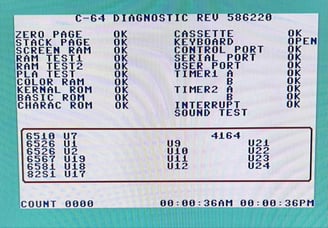 C-64 DIAGNOSTIC REV 586220
ZERO PAGE OK CASSETTE OK
STACK PAGE OK KEYBOARD OPEN
SCREEN RAM OK CONTROL PORT OK
RAM TEST1 OK SERIAL PORT OK
RAM TEST2 OK USER PORT OK
PLA TEST OK TIMER1 A OK
COLOR RAM OK B OK
KERNAL ROM OK TIMER2 A OK
BASIC ROM OK B OK
CHARAC ROM OK INTERRUPT OK
SOUND TEST
6510 U7 4164
6526 U1 U9 U21
6526 U2 U10 U22
6567 U19 U11 U23
6581 U18 U12 U24
82S1 U17
COUNT 0000 00:00:36AM 00:00:36PM